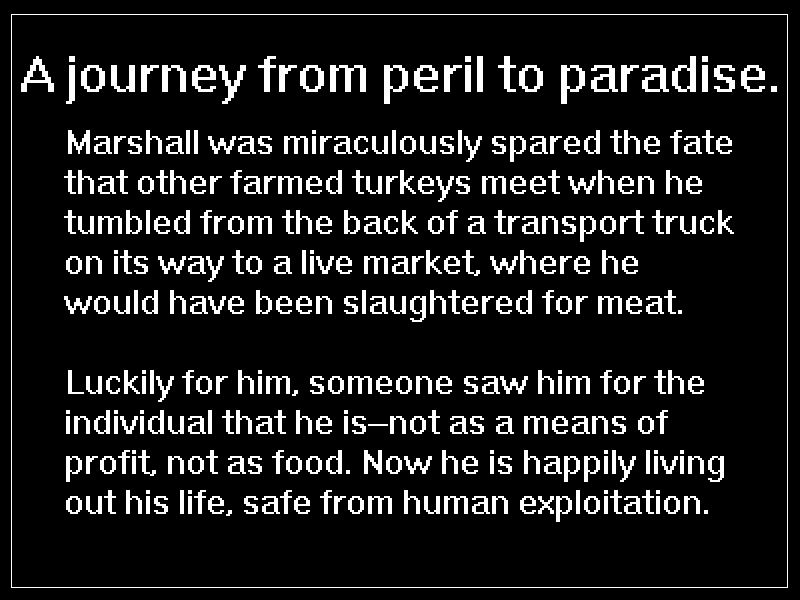 A journey from peril to paradise.
Marshall was miraculously spared the fate
that other farmed turkeys meet when he
tumbled from the back of a transport truck
on its way to a live market, where he
would have been slaughtered for meat.
Luckily for him, someone saw him for the
individual that he is—not as a means of
profit, not as food. Now he is happily living
out his life, safe from human exploitation.